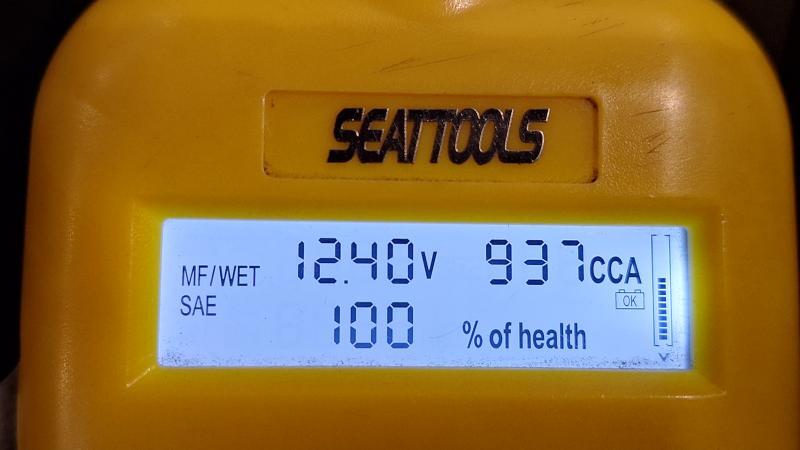 SEATTOOLS
MF/WET 12.40V 937CCA
SAE OK
100 % of health